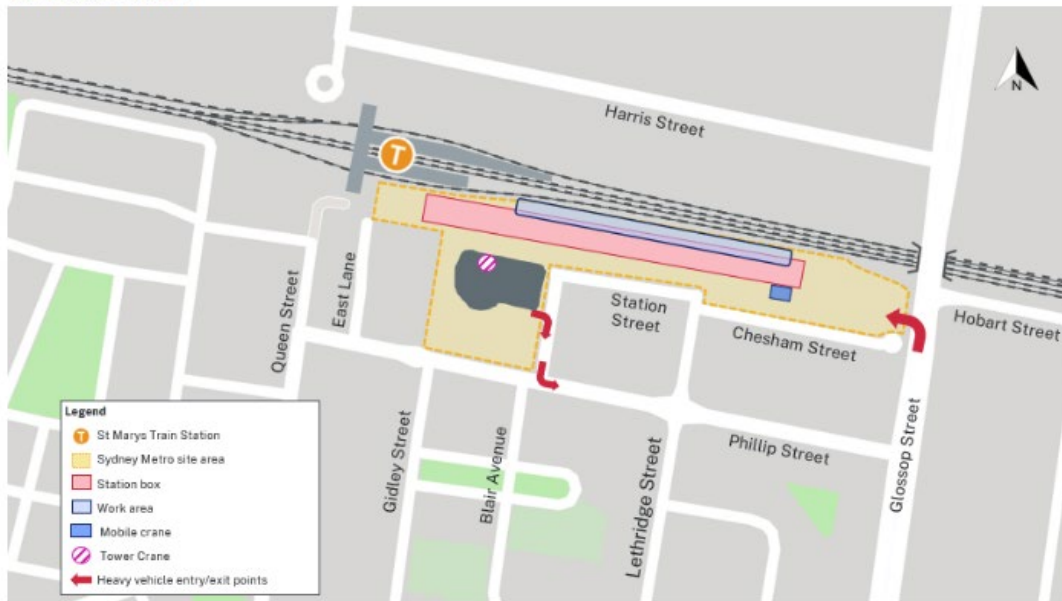 N
Harris Street
T
Station
Street
Hobart Street
Chesham Street
East Lane
Queen Street
Phillip Street
Glossop Street
Gidley Street
Blair Avenue
Lethridge Street
Legend
T
St Marys Train Station
Sydney Metro site area
Station box
Work area
Mobile crane
Tower Crane
Heavy vehicle entry/exit points